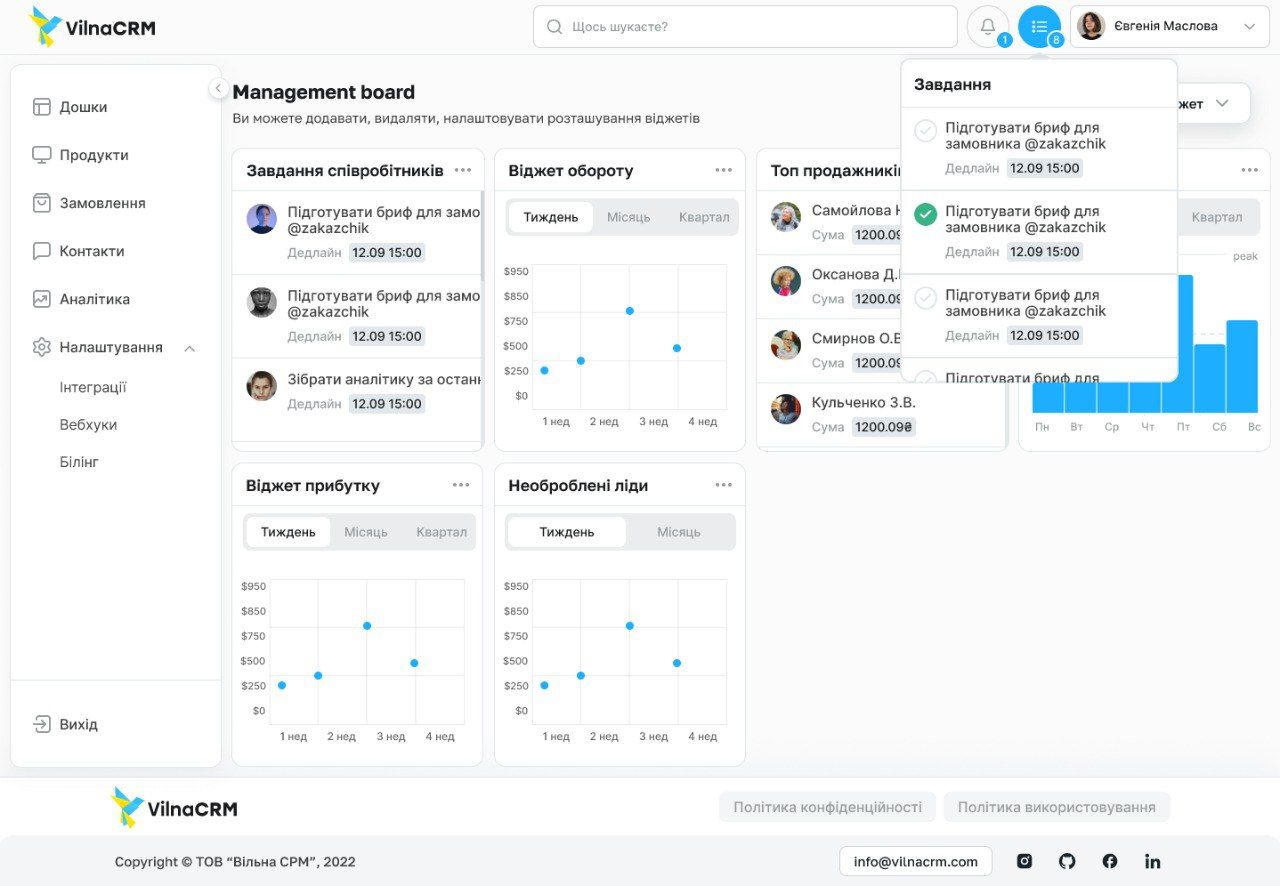 VilnaCRM
Щось шукаєте?
1
8
Євгенія Маслова
Дошки
Продукти
Замовлення
Контакти
Аналітика
Налаштування
Інтеграції
Вебхуки
Білінг
Вихід
Management board
Ви можете додавати, видаляти, налаштовувати розташування віджетів
Завдання співробітників
Підготувати бриф для замо
@zakazchik
Дедлайн 12.09 15:00
Підготувати бриф для замо
@zakazchik
Дедлайн 12.09 15:00
Зібрати аналітику за остан
Дедлайн 12.09 15:00
Віджет обороту
Тиждень Місяць Квартал
$950
$850
$750
$500
$250
$0
1 нед 2 нед 3 нед 4 нед
Топ продажників
Самойлова
Сума 1200.09
Оксанова Д.
Сума 1200.09
Смирнов О.В
Сума 1200.09
Кульченко З.В.
Сума 1200.09₴
Завдання
Підготувати бриф для
замовника @zakazchik
Дедлайн 12.09 15:00
Підготувати бриф для
замовника @zakazchik
Дедлайн 12.09 15:00
Підготувати бриф для
замовника @zakazchik
Дедлайн 12.09 15:00
Підготувати бриф для
жет
Квартал
peak
Пн Вт Ср Чт Пт Сб Вс
Віджет прибутку
Тиждень Місяць Квартал
$950
$850
$750
$500
$250
$0
1 нед 2 нед 3 нед 4 нед
Необроблені ліди
Тиждень Місяць
$950
$850
$750
$500
$250
$0
1 нед 2 нед 3 нед 4 нед
VilnaCRM
Політика конфіденційності
Політика використовування
Copyright © ТОВ “Вільна СРМ”, 2022
info@vilnacrm.com